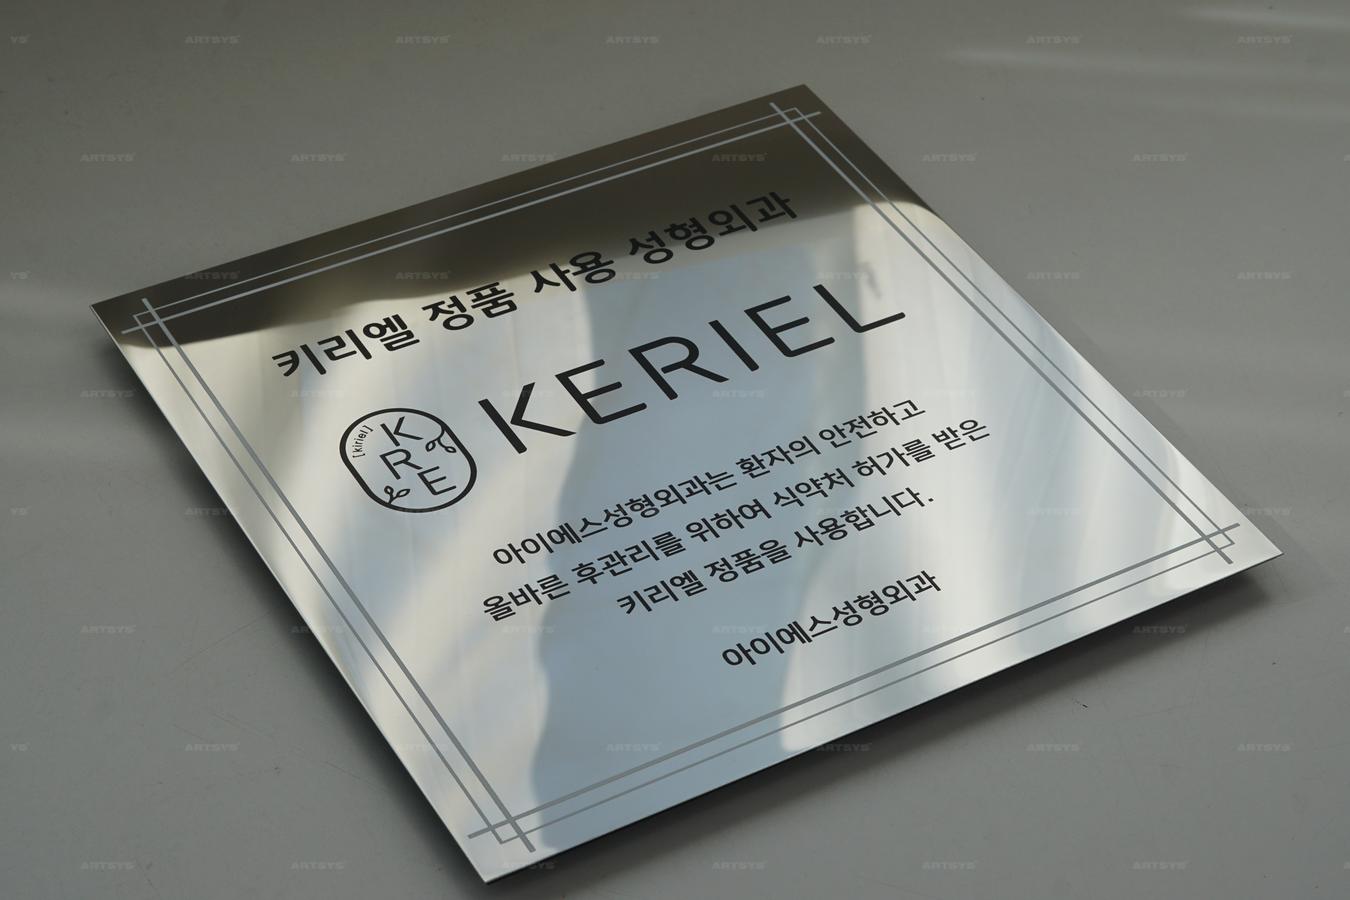 키리엘 정품 사용 성형외과
[kiriel]
K
R
E
KERIEL
아이에스성형외과는 환자의 안전하고
올바른 후관리를 위하여 식약처 허가를 받은
키리엘 정품을 사용합니다.
아이에스성형외과
ARTSYS